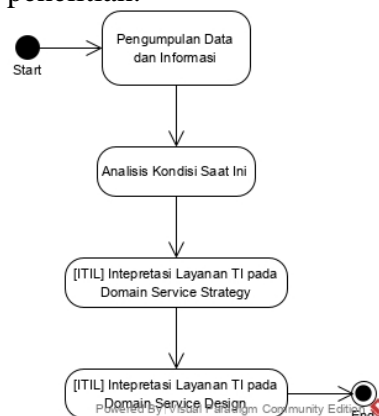 penelitian.
Pengumpulan Data
dan Informasi
Start
Analisis Kondisi Saat Ini
[ITIL] Intepretasi Layanan TI pada
Domain Service Strategy
[ITIL] Intepretasi Layanan TI pada
Domain Service Design
End
Powered By Visual Paradigm Community Edition